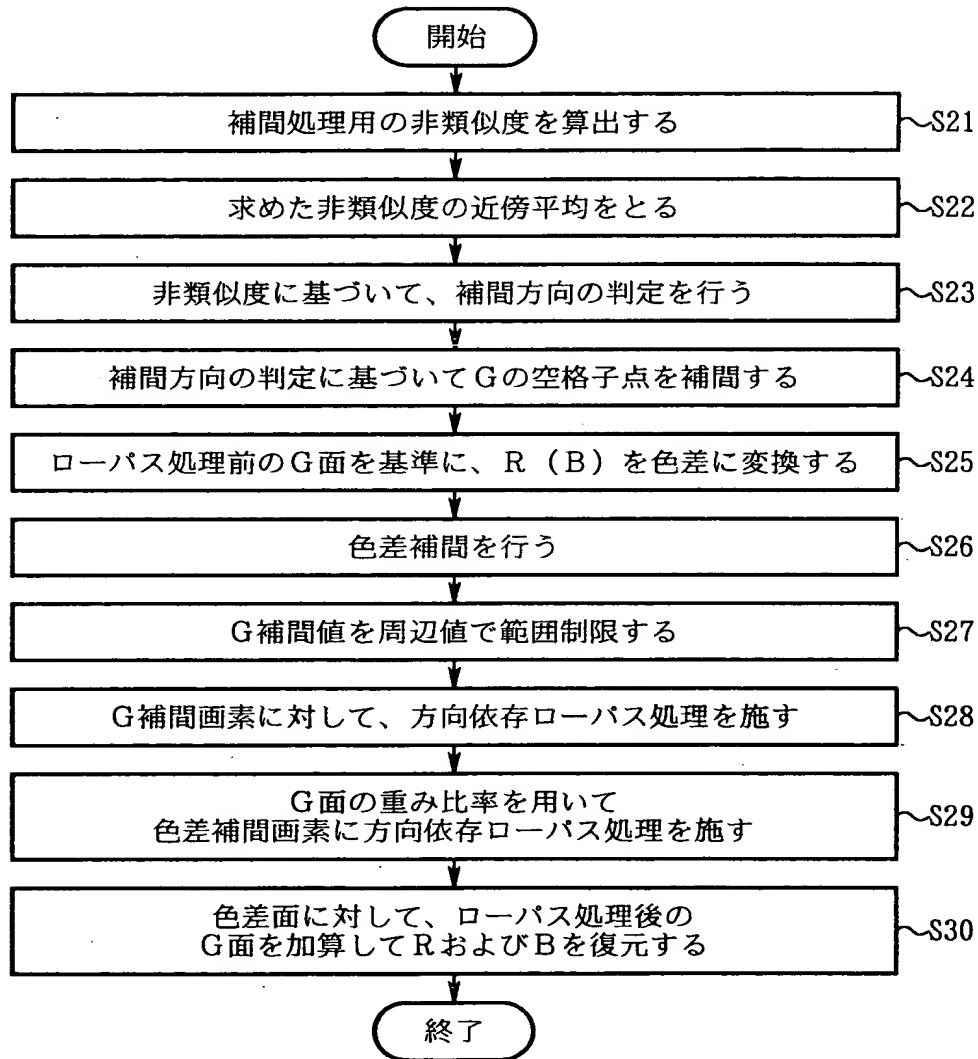 開始
補間処理用の非類似度を算出する
S21
求めた非類似度の近傍平均をとる
S22
非類似度に基づいて、補間方向の判定を行う
S23
補間方向の判定に基づいてGの空格子点を補間する
S24
ローパス処理前のG面を基準に、R(B)を色差に変換する
S25
色差補間を行う
S26
G補間値を周辺値で範囲制限する
S27
G補間画素に対して、方向依存ローパス処理を施す
S28
G面の重み比率を用いて
色差補間画素に方向依存ローパス処理を施す
S29
色差面に対して、ローパス処理後の
G面を加算してRおよびBを復元する
S30
終了